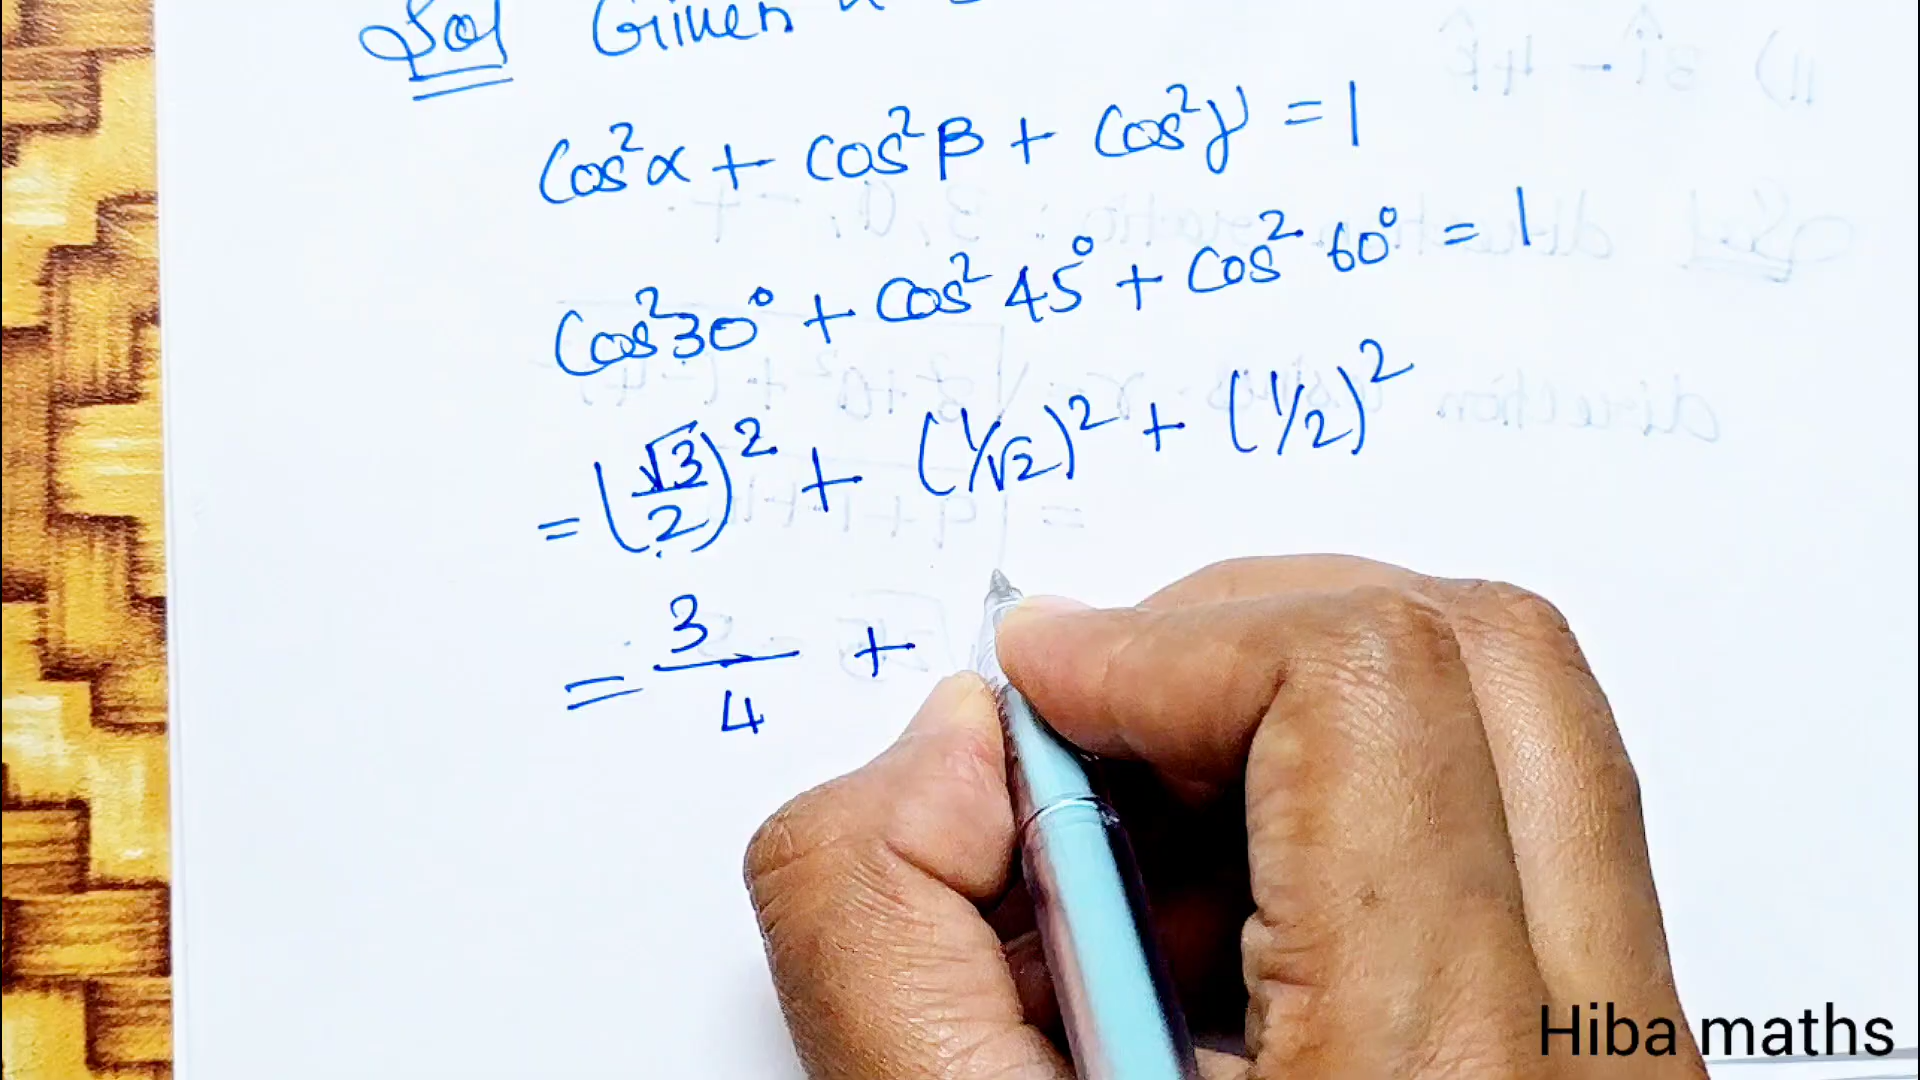 Sol Given α
Cos²α + cos²β + Cos²γ = 1
Cos²30° + cos²45° + cos²60° = 1
= (√3/2)² + (1/√2)² + (1/2)²
= 3/4 +
Hiba maths